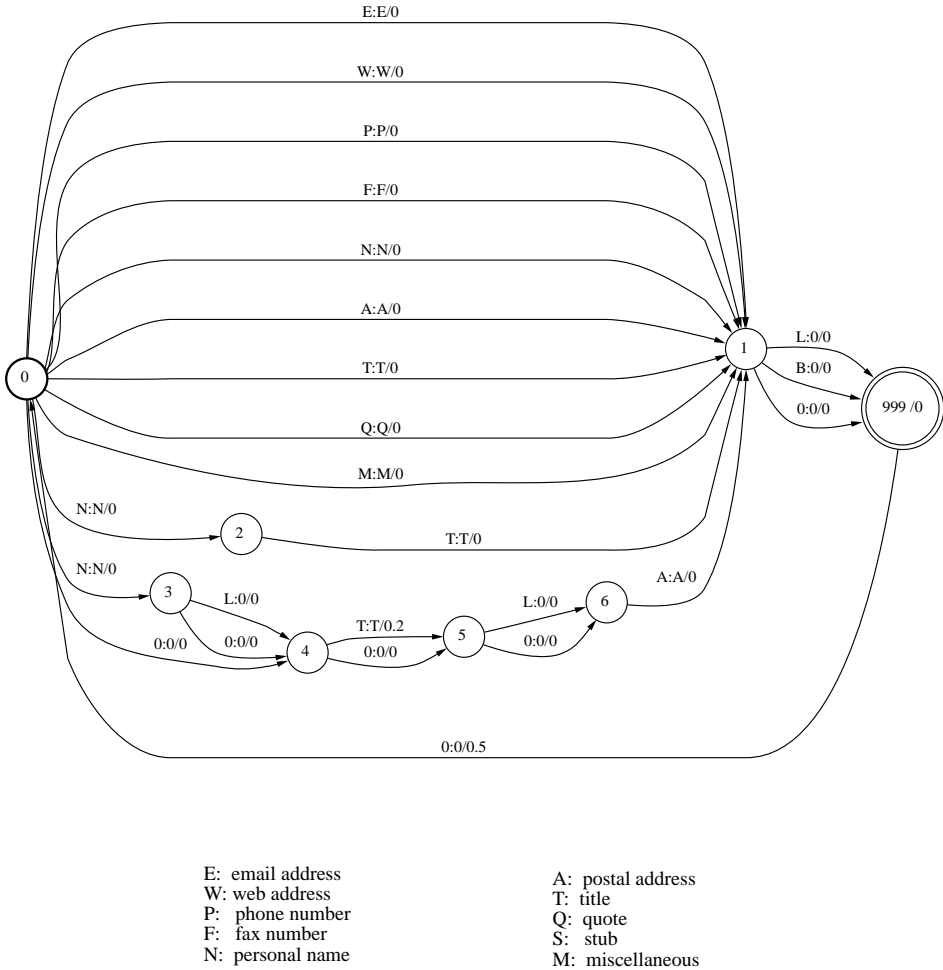 E:E/0
W:W/0
P:P/0
F:F/0
N:N/0
A:A/0
T:T/0
Q:Q/0
M:M/0
0
1
L:0/0
B:0/0
0:0/0
999 /0
N:N/0
2
T:T/0
N:N/0
3
L:0/0
0:0/0
0:0/0
4
T:T/0.2
0:0/0
5
L:0/0
0:0/0
6
A:A/0
0:0/0.5
E: email address
W: web address
P: phone number
F: fax number
N: personal name
A: postal address
T: title
Q: quote
S: stub
M: miscellaneous